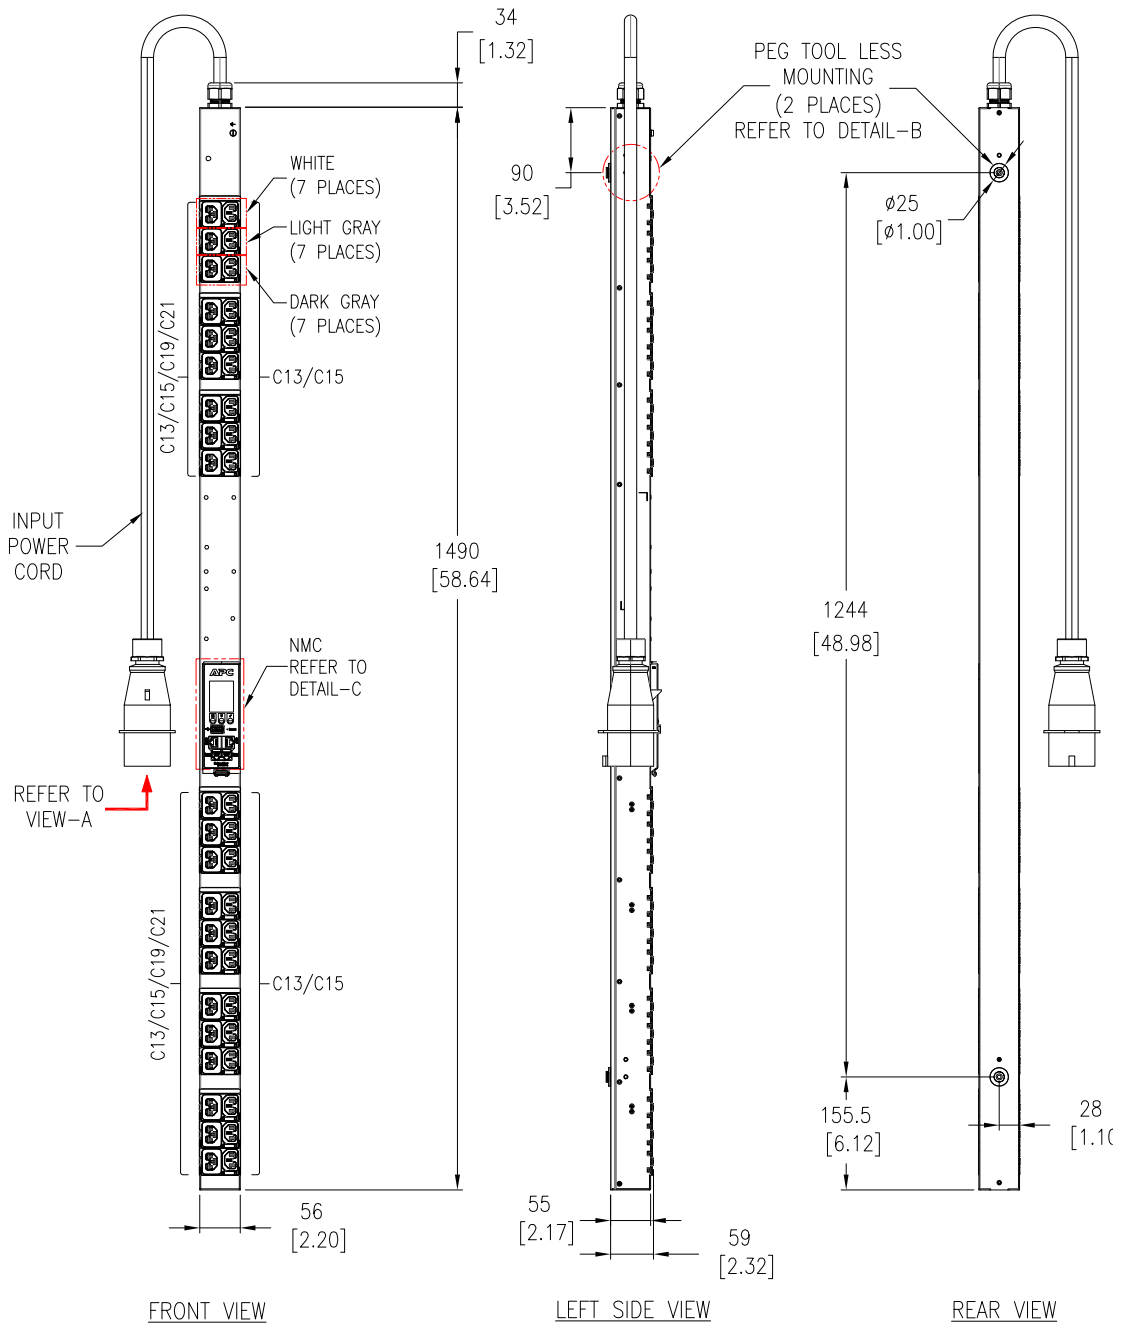 34
[1.32]
PEG TOOL LESS
MOUNTING
(2 PLACES)
REFER TO DETAIL-B
WHITE
(7 PLACES)
LIGHT GRAY
(7 PLACES)
DARK GRAY
(7 PLACES)
90
[3.52]
ø25
[ø1.00]
C13/C15/C19/C21
C13/C15
INPUT
POWER
CORD
1490
[58.64]
1244
[48.98]
NMC
REFER TO
DETAIL-C
APC
REFER TO
VIEW-A
C13/C15/C19/C21
C13/C15
155.5
[6.12]
28
[1.10
56
[2.20]
55
[2.17]
59
[2.32]
FRONT VIEW
LEFT SIDE VIEW
REAR VIEW